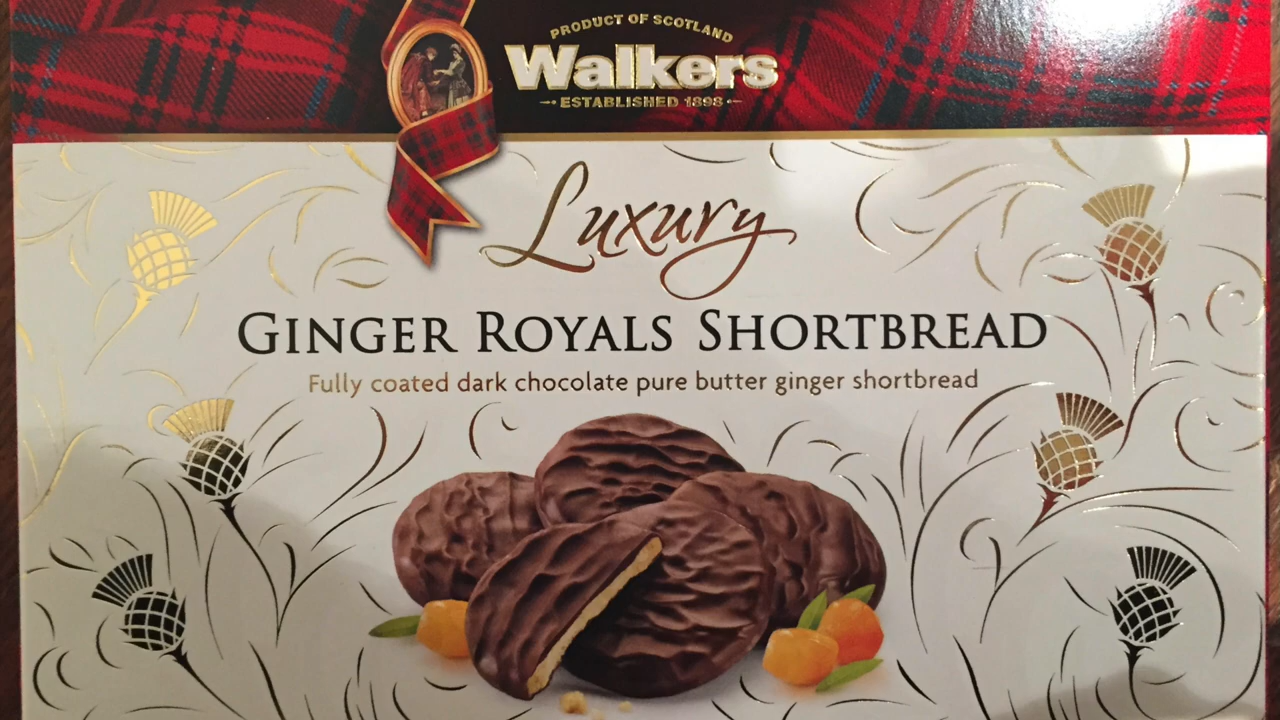 PRODUCT OF SCOTLAND
Walkers
ESTABLISHED 1898
Luxury
GINGER ROYALS SHORTBREAD
Fully coated dark chocolate pure butter ginger shortbread